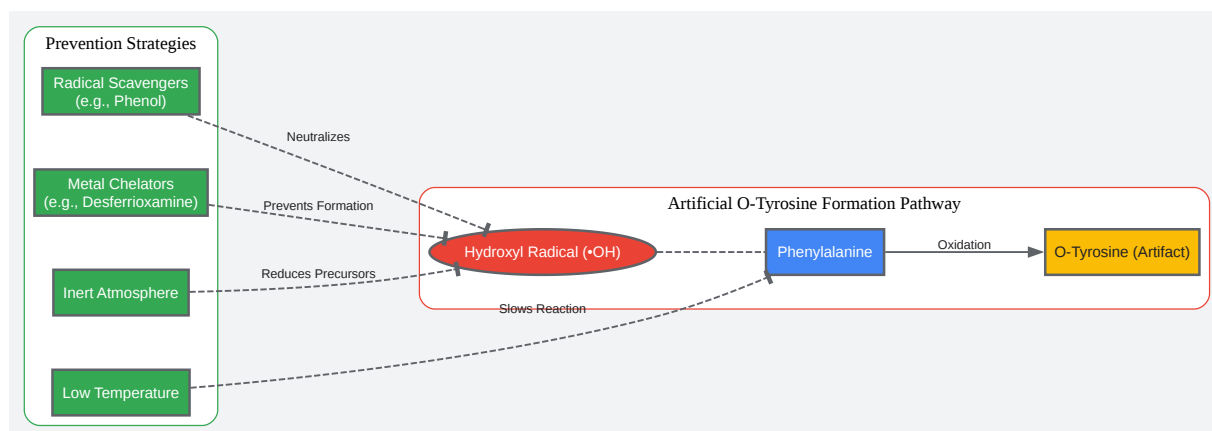 Prevention Strategies
Radical Scavengers
(e.g., Phenol)
Neutralizes
Metal Chelators
(e.g., Desferrioxamine)
Prevents Formation
Artificial O-Tyrosine Formation Pathway
Hydroxyl Radical (•OH)
Phenylalanine
Oxidation
O-Tyrosine (Artifact)
Reduces Precursors
Inert Atmosphere
Slows Reaction
Low Temperature